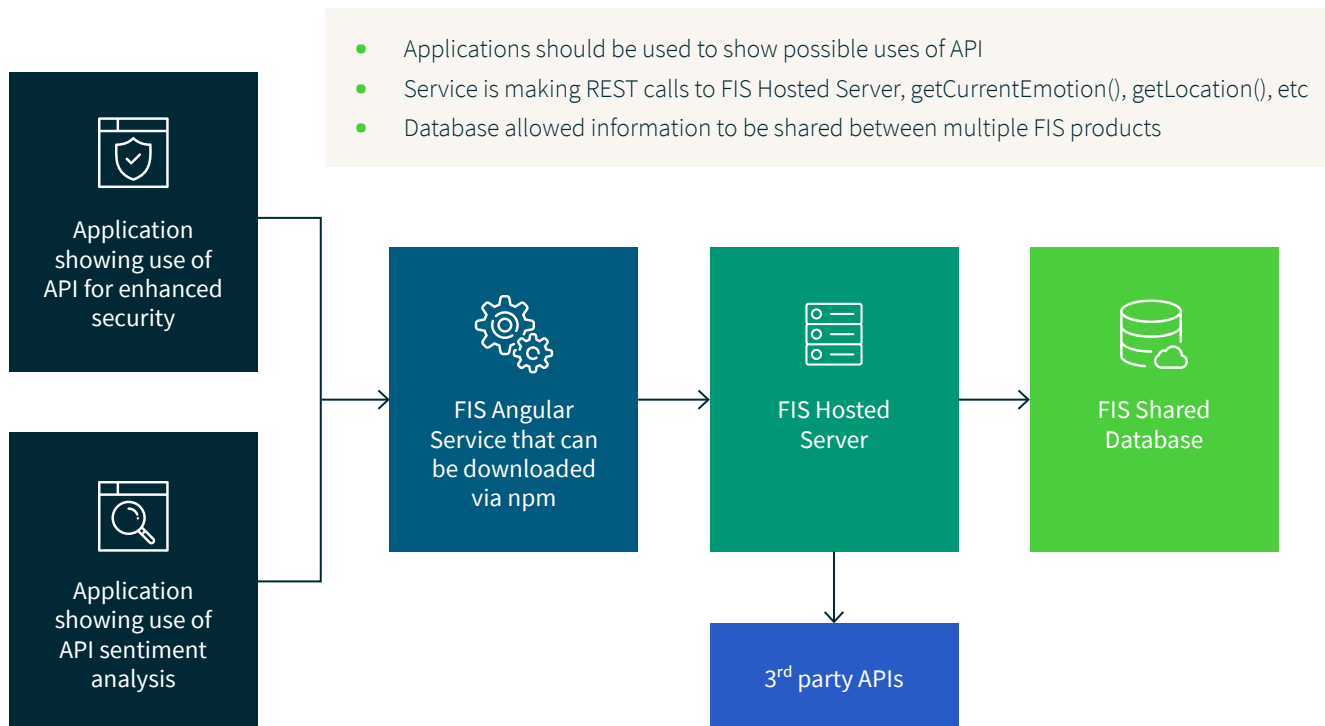 Applications should be used to show possible uses of API
Service is making REST calls to FIS Hosted Server, getCurrentEmotion(), getLocation(), etc
Database allowed information to be shared between multiple FIS products
Application
showing use of
API for enhanced
security
FIS Angular
Service that can
be downloaded
via npm
FIS Hosted
Server
FIS Shared
Database
Application
showing use of
API sentiment
analysis
3rd party APIs